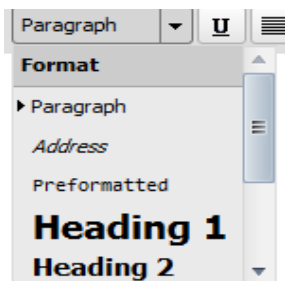 Paragraph U
Format
Paragraph
Address
Preformatted
Heading 1
Heading 2